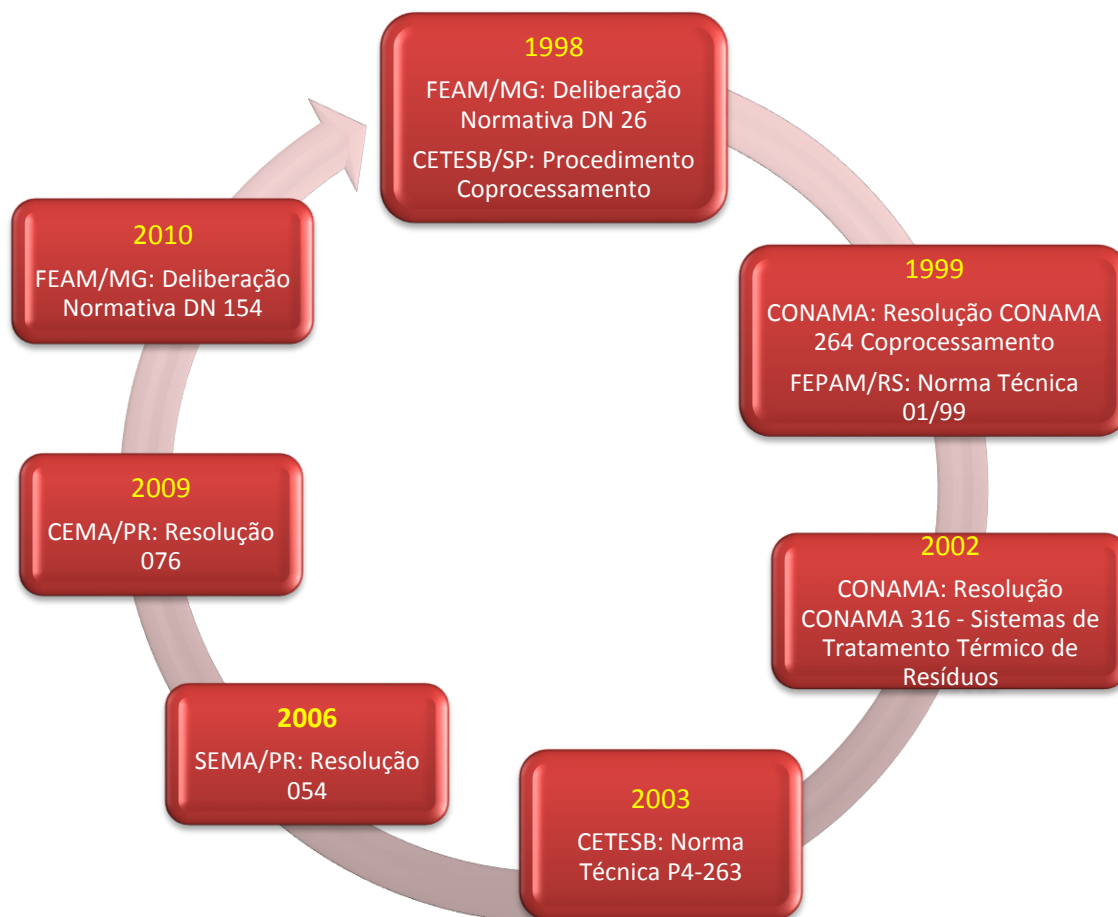 1998
FEAM/MG: Deliberação
Normativa DN 26
CETESB/SP: Procedimento
Coprocessamento
1999
CONAMA: Resolução CONAMA
264 Coprocessamento
FEPAM/RS: Norma Técnica
01/99
2002
CONAMA: Resolução
CONAMA 316 - Sistemas de
Tratamento Térmico de
Resíduos
2003
CETESB: Norma
Técnica P4-263
2006
SEMA/PR: Resolução
054
2009
CEMA/PR: Resolução
076
2010
FEAM/MG: Deliberação
Normativa DN 154